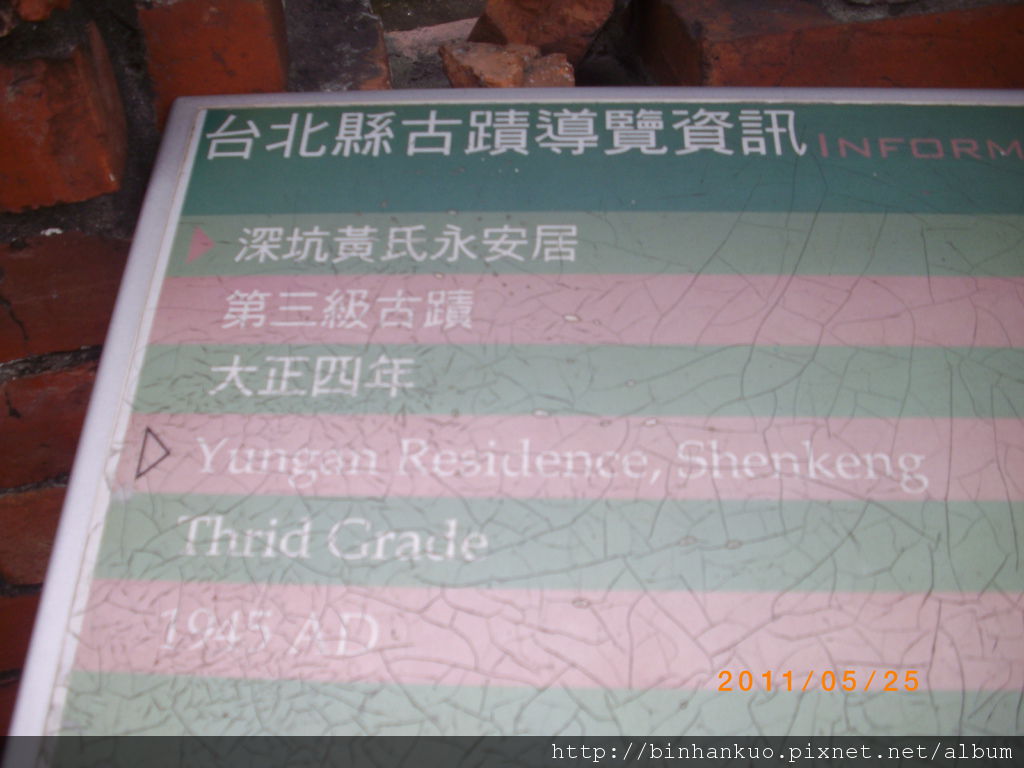 台北縣古蹟導覽資訊 INFORM
深坑黃氏永安居
第三級古蹟
大正四年
Yungan Residence, Shenkeng
Thrid Grade
1945 AD
2011/05/25
http://binhankuo.pixnet.net/album